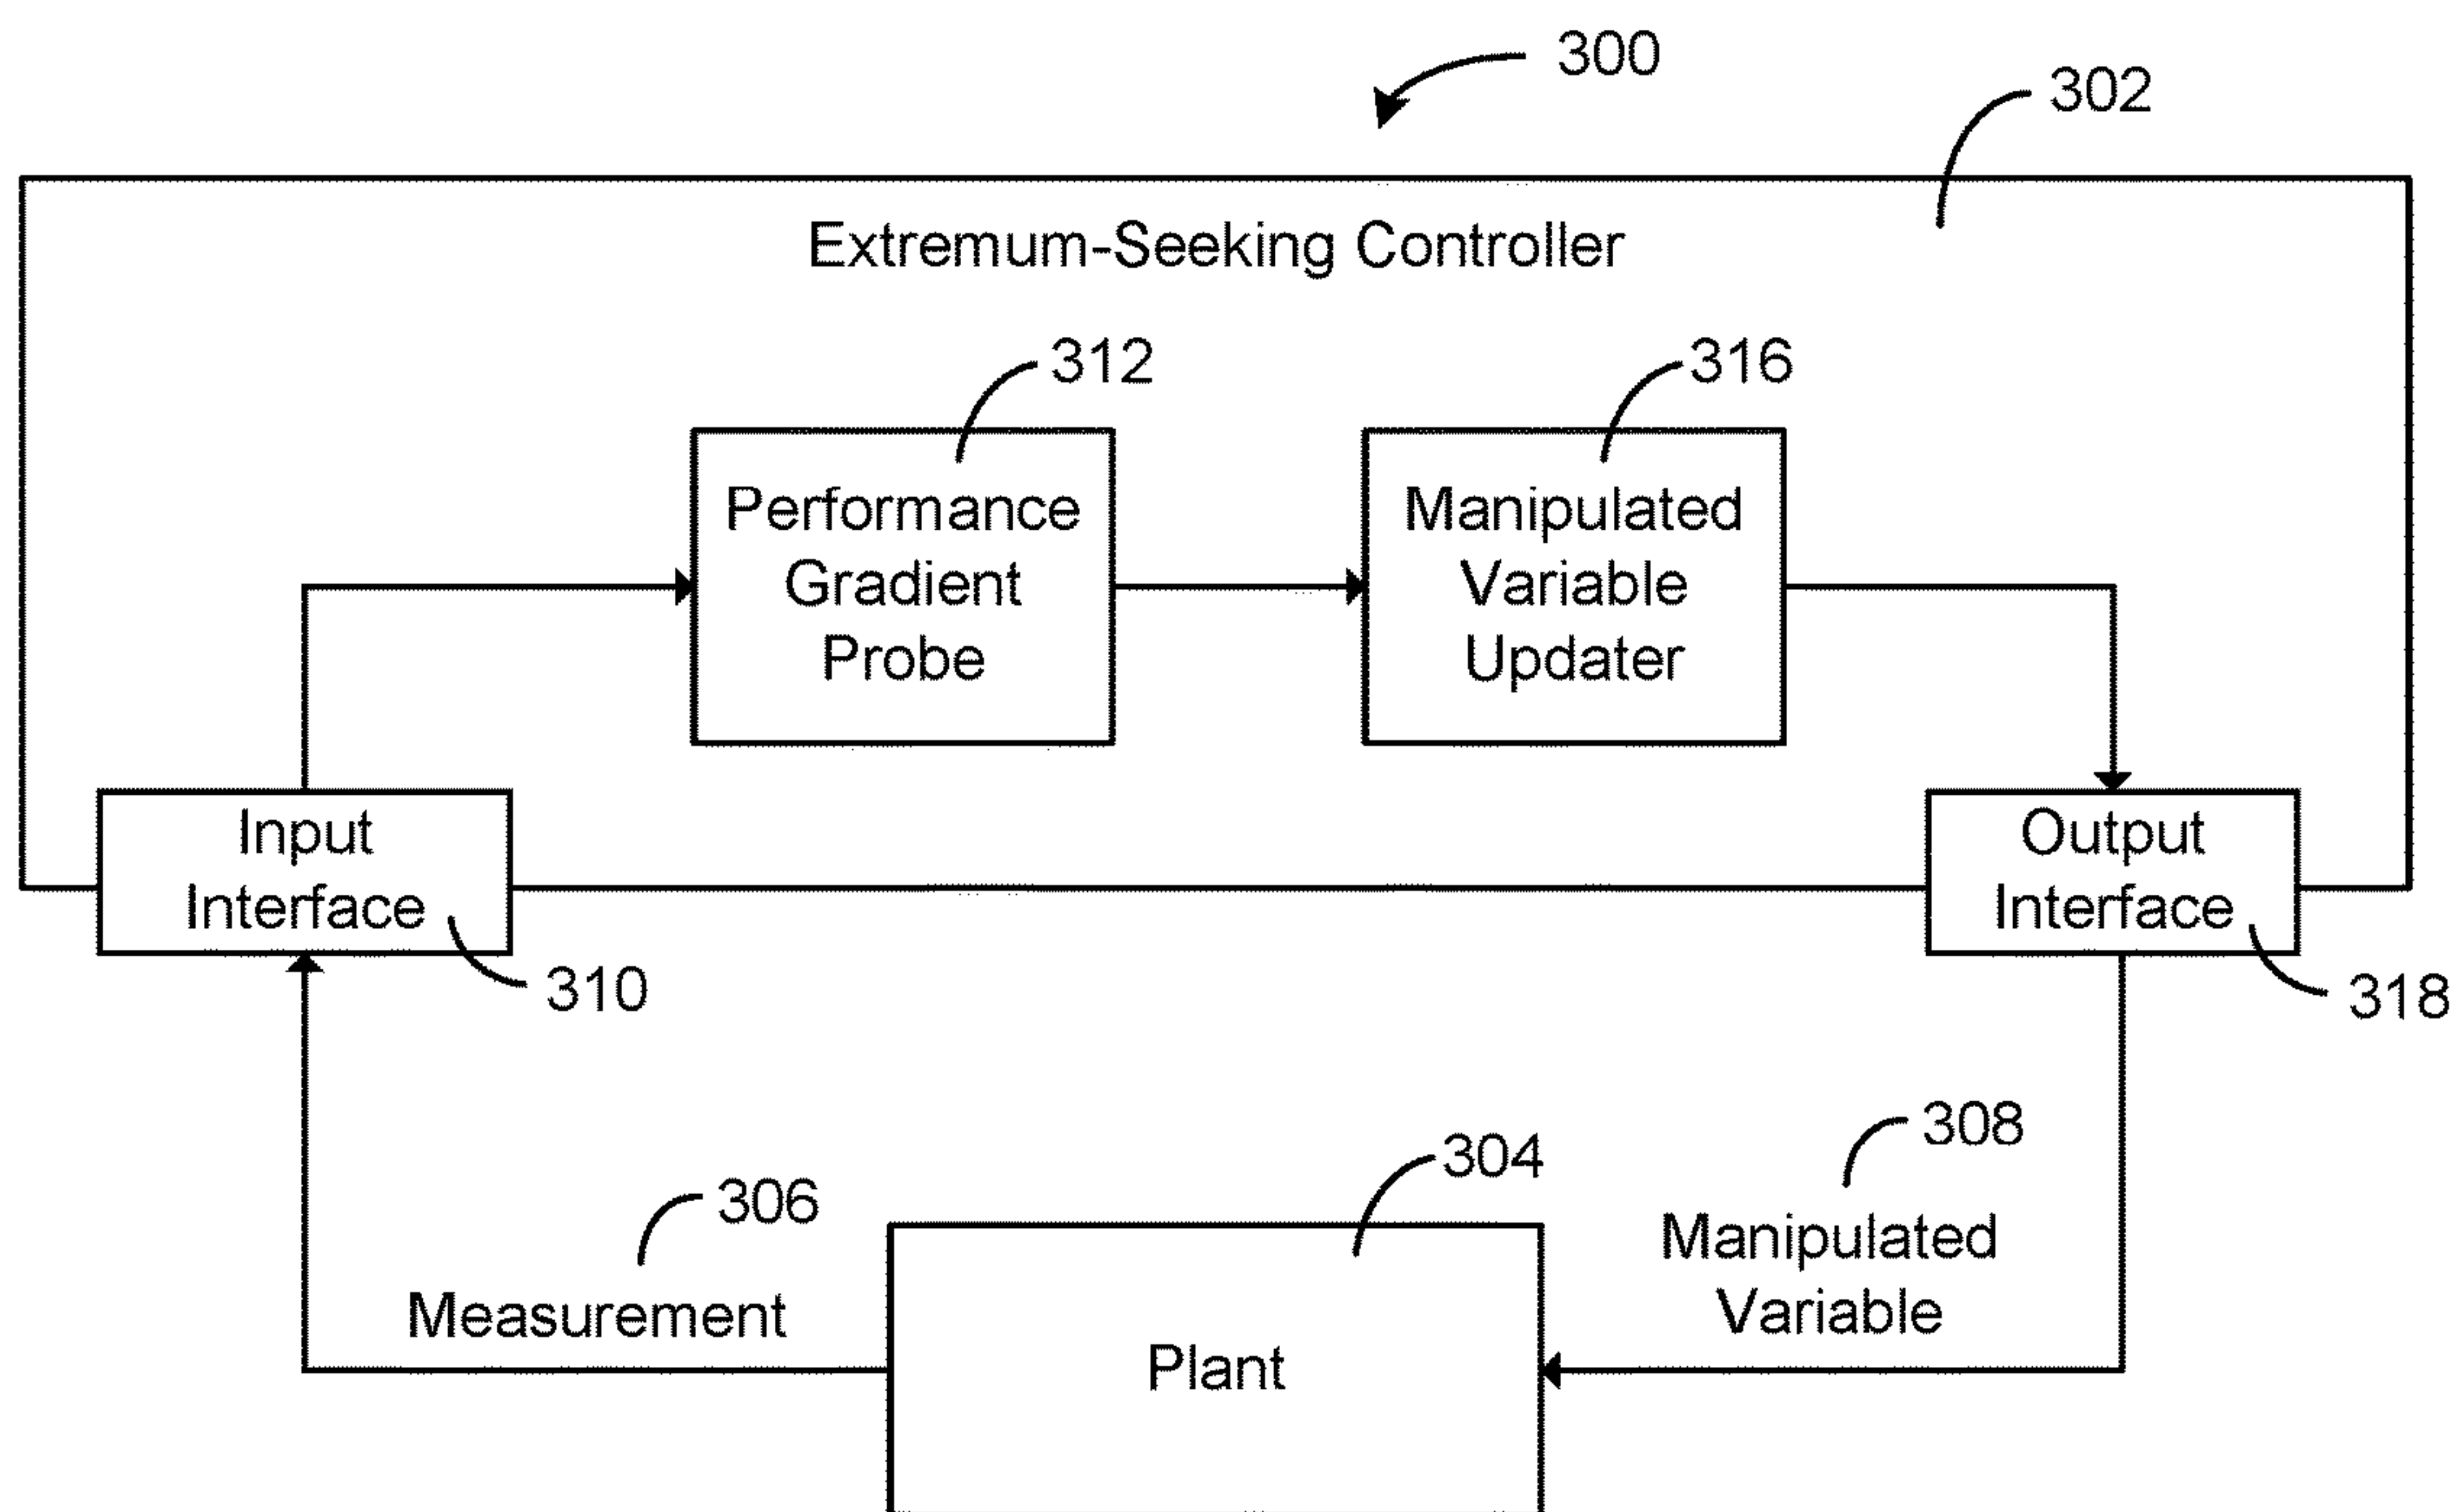 300
302
Extremum-Seeking Controller
312
316
Performance
Gradient
Probe
Manipulated
Variable
Updater
Input
Interface
310
Output
Interface
318
306
Measurement
304
Plant
308
Manipulated
Variable